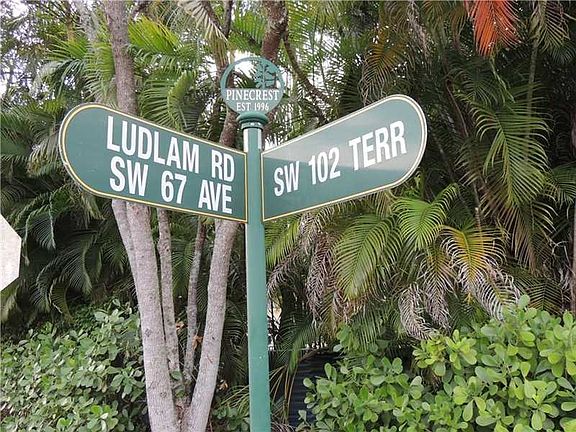 PINECREST
EST 1996
LUDLAM RD
SW 67 AVE
SW 102 TERR